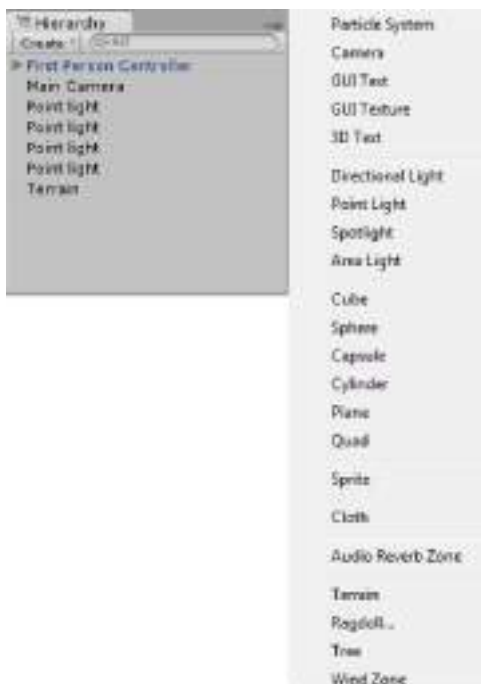 Hierarchy
Create
First Person Controller
Main Camera
Point light
Point light
Point light
Point light
Terrain
Particle System
Camera
GUI Text
GUI Texture
3D Text
Directional Light
Point Light
Spotlight
Area Light
Cube
Sphere
Capsule
Cylinder
Plane
Quad
Sprite
Cloth
Audio Reverb Zone
Terrain
Ragdoll...
Tree
Wind Zone